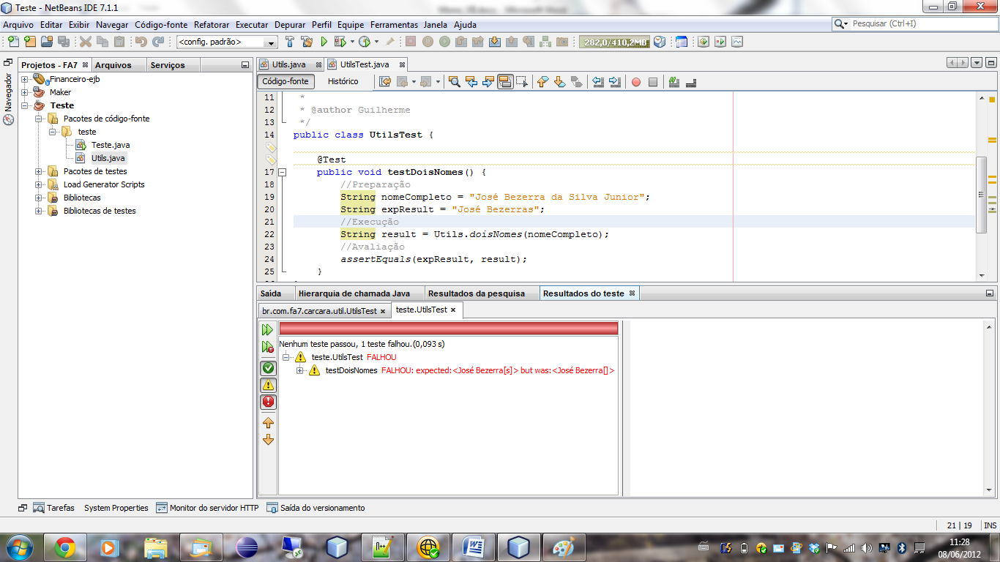 Teste - NetBeans IDE 7.1.1
Arquivo Editar Exibir Navegar Código-fonte Refatorar Executar Depurar Perfil Equipe Ferramentas Janela Ajuda
Pesquisar (Ctrl+I)
<config. padrão>
282,0/410,2MB
Navegador
Projetos - FA7 Arquivos Serviços
Financeiro-ejb
Maker
Teste
Pacotes de código-fonte
teste
Teste.java
Utils.java
Pacotes de testes
Load Generator Scripts
Bibliotecas
Bibliotecas de testes
Utils.java UtilsTest.java
Código-fonte Histórico
11 *
12 * @author Guilherme
13 */
14 public class UtilsTest {
@Test
17 public void testDoisNomes() {
18 //Preparação
19 String nomeCompleto = "José Bezerra da Silva Junior";
20 String expResult = "José Bezerras";
21 //Execução
22 String result = Utils.doisNomes(nomeCompleto);
23 //Avaliação
24 assertEquals(expResult, result);
25 }
Saída Hierarquia de chamada Java Resultados da pesquisa Resultados do teste
br.com.fa7.carcara.util.UtilsTest teste.UtilsTest
Nenhum teste passou, 1 teste falhou.(0,093 s)
teste.UtilsTest FALHOU
testDoisNomes FALHOU: expected:<José Bezerra[s]> but was:<José Bezerra[]>
Tarefas System Properties Monitor do servidor HTTP Saída do versionamento
21 | 19 INS
11:28
08/06/2012